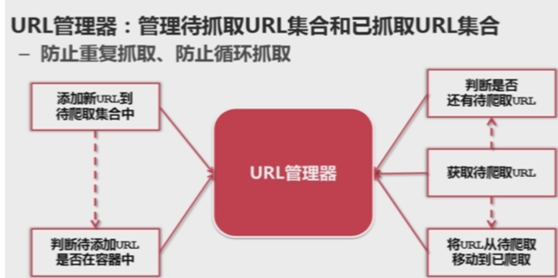 URL管理器：管理待抓取URL集合和已抓取URL集合
– 防止重复抓取、防止循环抓取
添加新URL到
待爬取集合中
判断待添加URL
是否在容器中
URL管理器
判断是否
还有待爬取URL
获取待爬取URL
将URL从待爬取
移动到已爬取